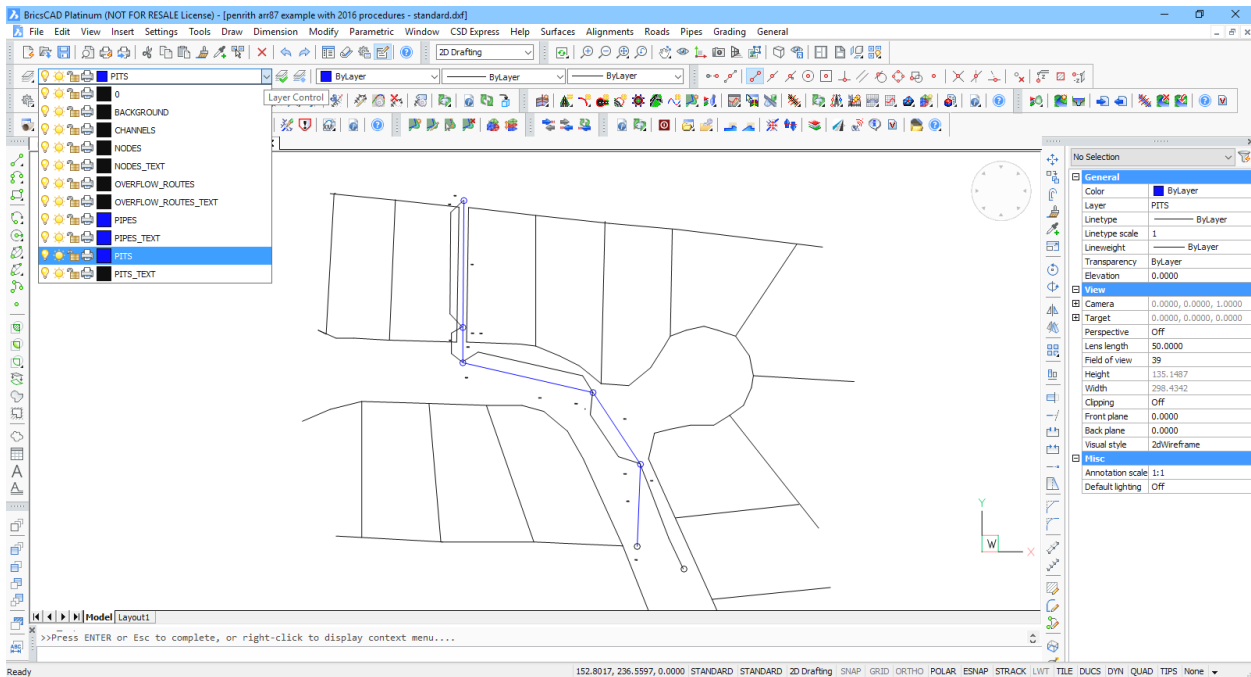 BricsCAD Platinum (NOT FOR RESALE License) - [penrith arr87 example with 2016 procedures - standard.dxf]
File Edit View Insert Settings Tools Draw Dimension Modify Parametric Window CSD Express Help Surfaces Alignments Roads Pipes Grading General
2D Drafting
PITS ByLayer ByLayer ByLayer
0
Layer Control
BACKGROUND
CHANNELS
NODES
NODES_TEXT
OVERFLOW_ROUTES
OVERFLOW_ROUTES_TEXT
PIPES
PIPES_TEXT
PITS
PITS_TEXT
No Selection
General
Color ByLayer
Layer PITS
Linetype ByLayer
Linetype scale 1
Lineweight ByLayer
Transparency ByLayer
Elevation 0.0000
View
Camera 0.0000, 0.0000, 1.0000
Target 0.0000, 0.0000, 0.0000
Perspective Off
Lens length 50.0000
Field of view 39
Height 135.1487
Width 298.4342
Clipping Off
Front plane 0.0000
Back plane 0.0000
Visual style 2dWireframe
Misc
Annotation scale 1:1
Default lighting Off
Y
W X
Model Layout1
>>Press ENTER or Esc to complete, or right-click to display context menu....
Ready 152.8017, 236.5597, 0.0000 STANDARD STANDARD 2D Drafting SNAP GRID ORTHO POLAR ESNAP STRACK LWT TILE DUCS DYN QUAD TIPS None